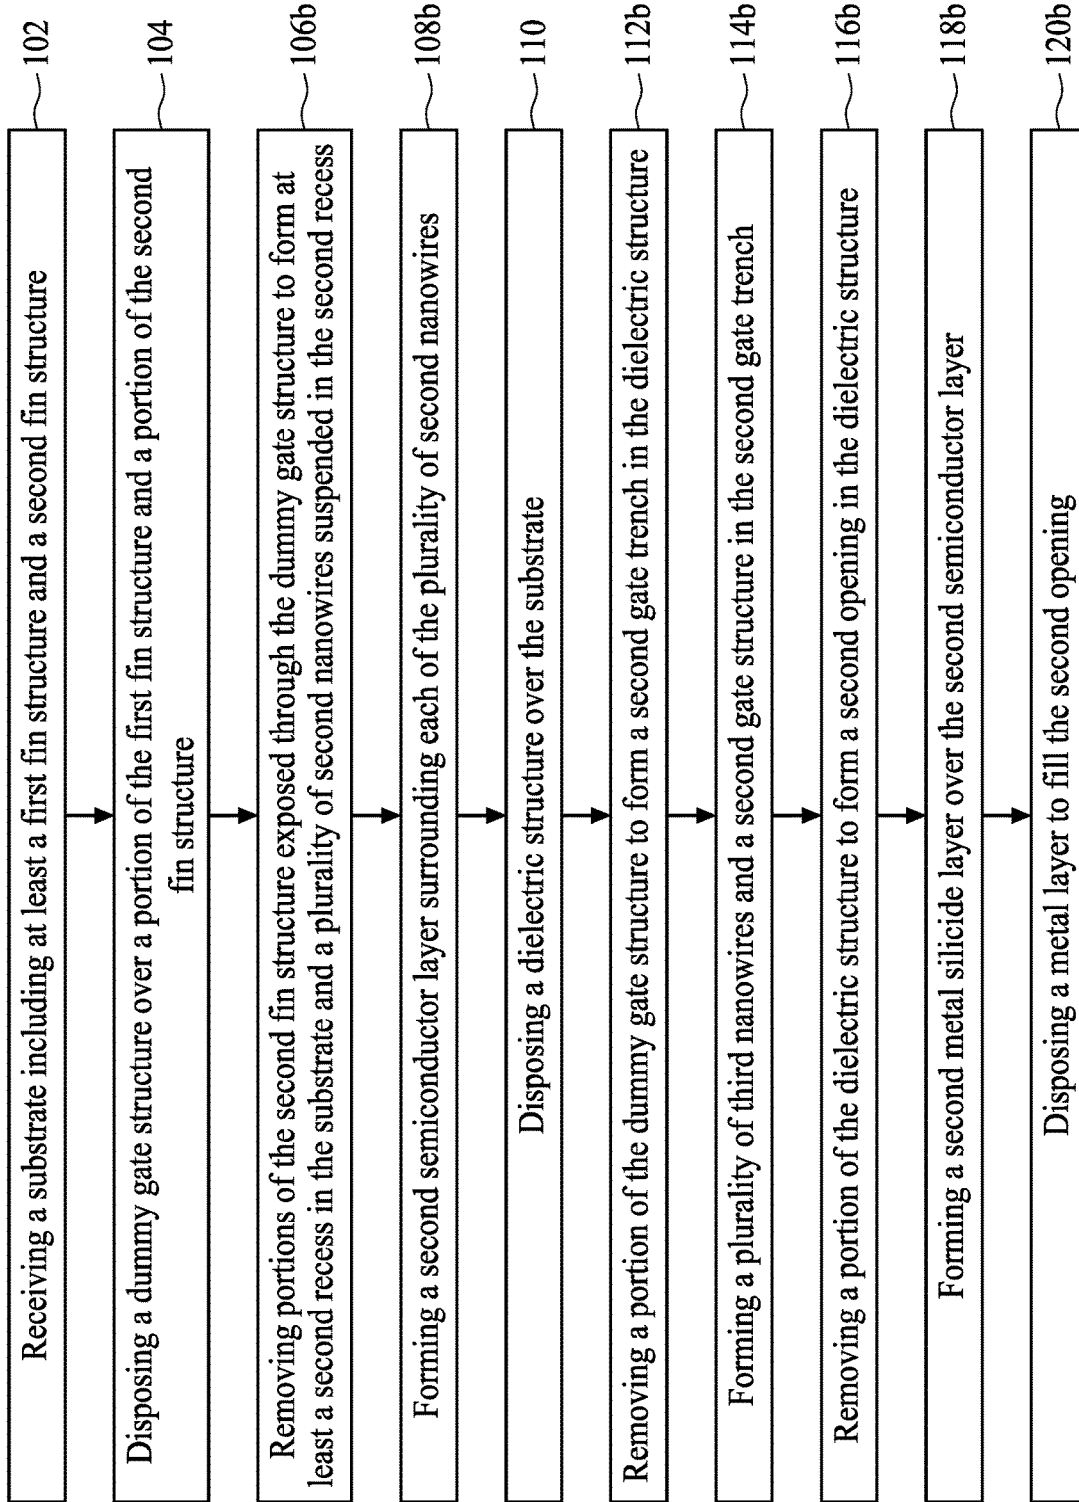 Receiving a substrate including at least a first fin structure and a second fin structure
102
Disposing a dummy gate structure over a portion of the first fin structure and a portion of the second
fin structure
104
Removing portions of the second fin structure exposed through the dummy gate structure to form at
least a second recess in the substrate and a plurality of second nanowires suspended in the second recess
106b
Forming a second semiconductor layer surrounding each of the plurality of second nanowires
108b
Disposing a dielectric structure over the substrate
110
Removing a portion of the dummy gate structure to form a second gate trench in the dielectric structure
112b
Forming a plurality of third nanowires and a second gate structure in the second gate trench
114b
Removing a portion of the dielectric structure to form a second opening in the dielectric structure
116b
Forming a second metal silicide layer over the second semiconductor layer
118b
Disposing a metal layer to fill the second opening
120b